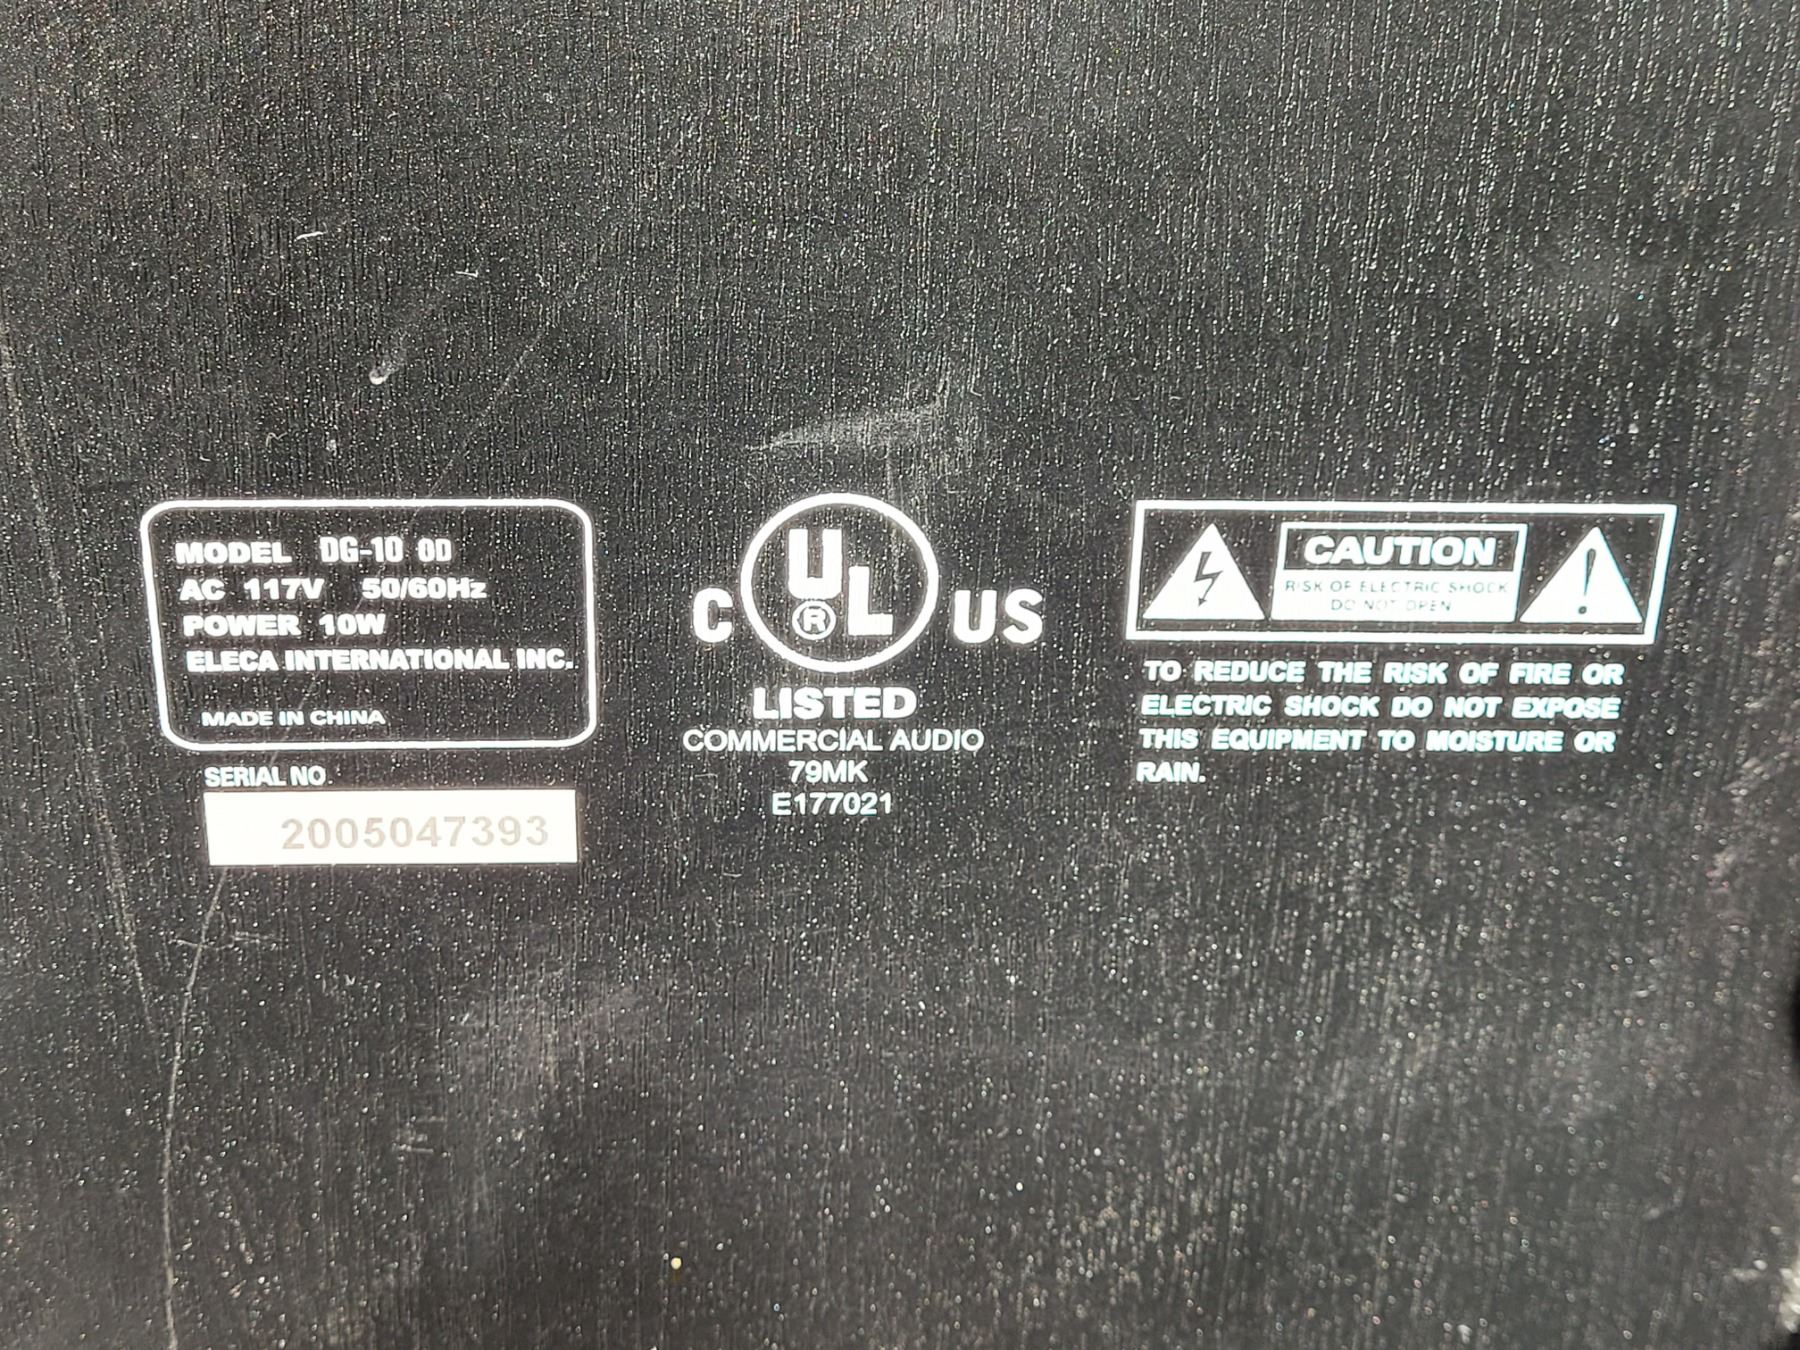 MODEL DG-10 OD
AC 117V 50/60Hz
POWER 10W
ELECA INTERNATIONAL INC.
MADE IN CHINA
SERIAL NO.
2005047393
C UL® US
LISTED
COMMERCIAL AUDIO
79MK
E177021
CAUTION
RISK OF ELECTRIC SHOCK
DO NOT OPEN
TO REDUCE THE RISK OF FIRE OR
ELECTRIC SHOCK DO NOT EXPOSE
THIS EQUIPMENT TO MOISTURE OR
RAIN.